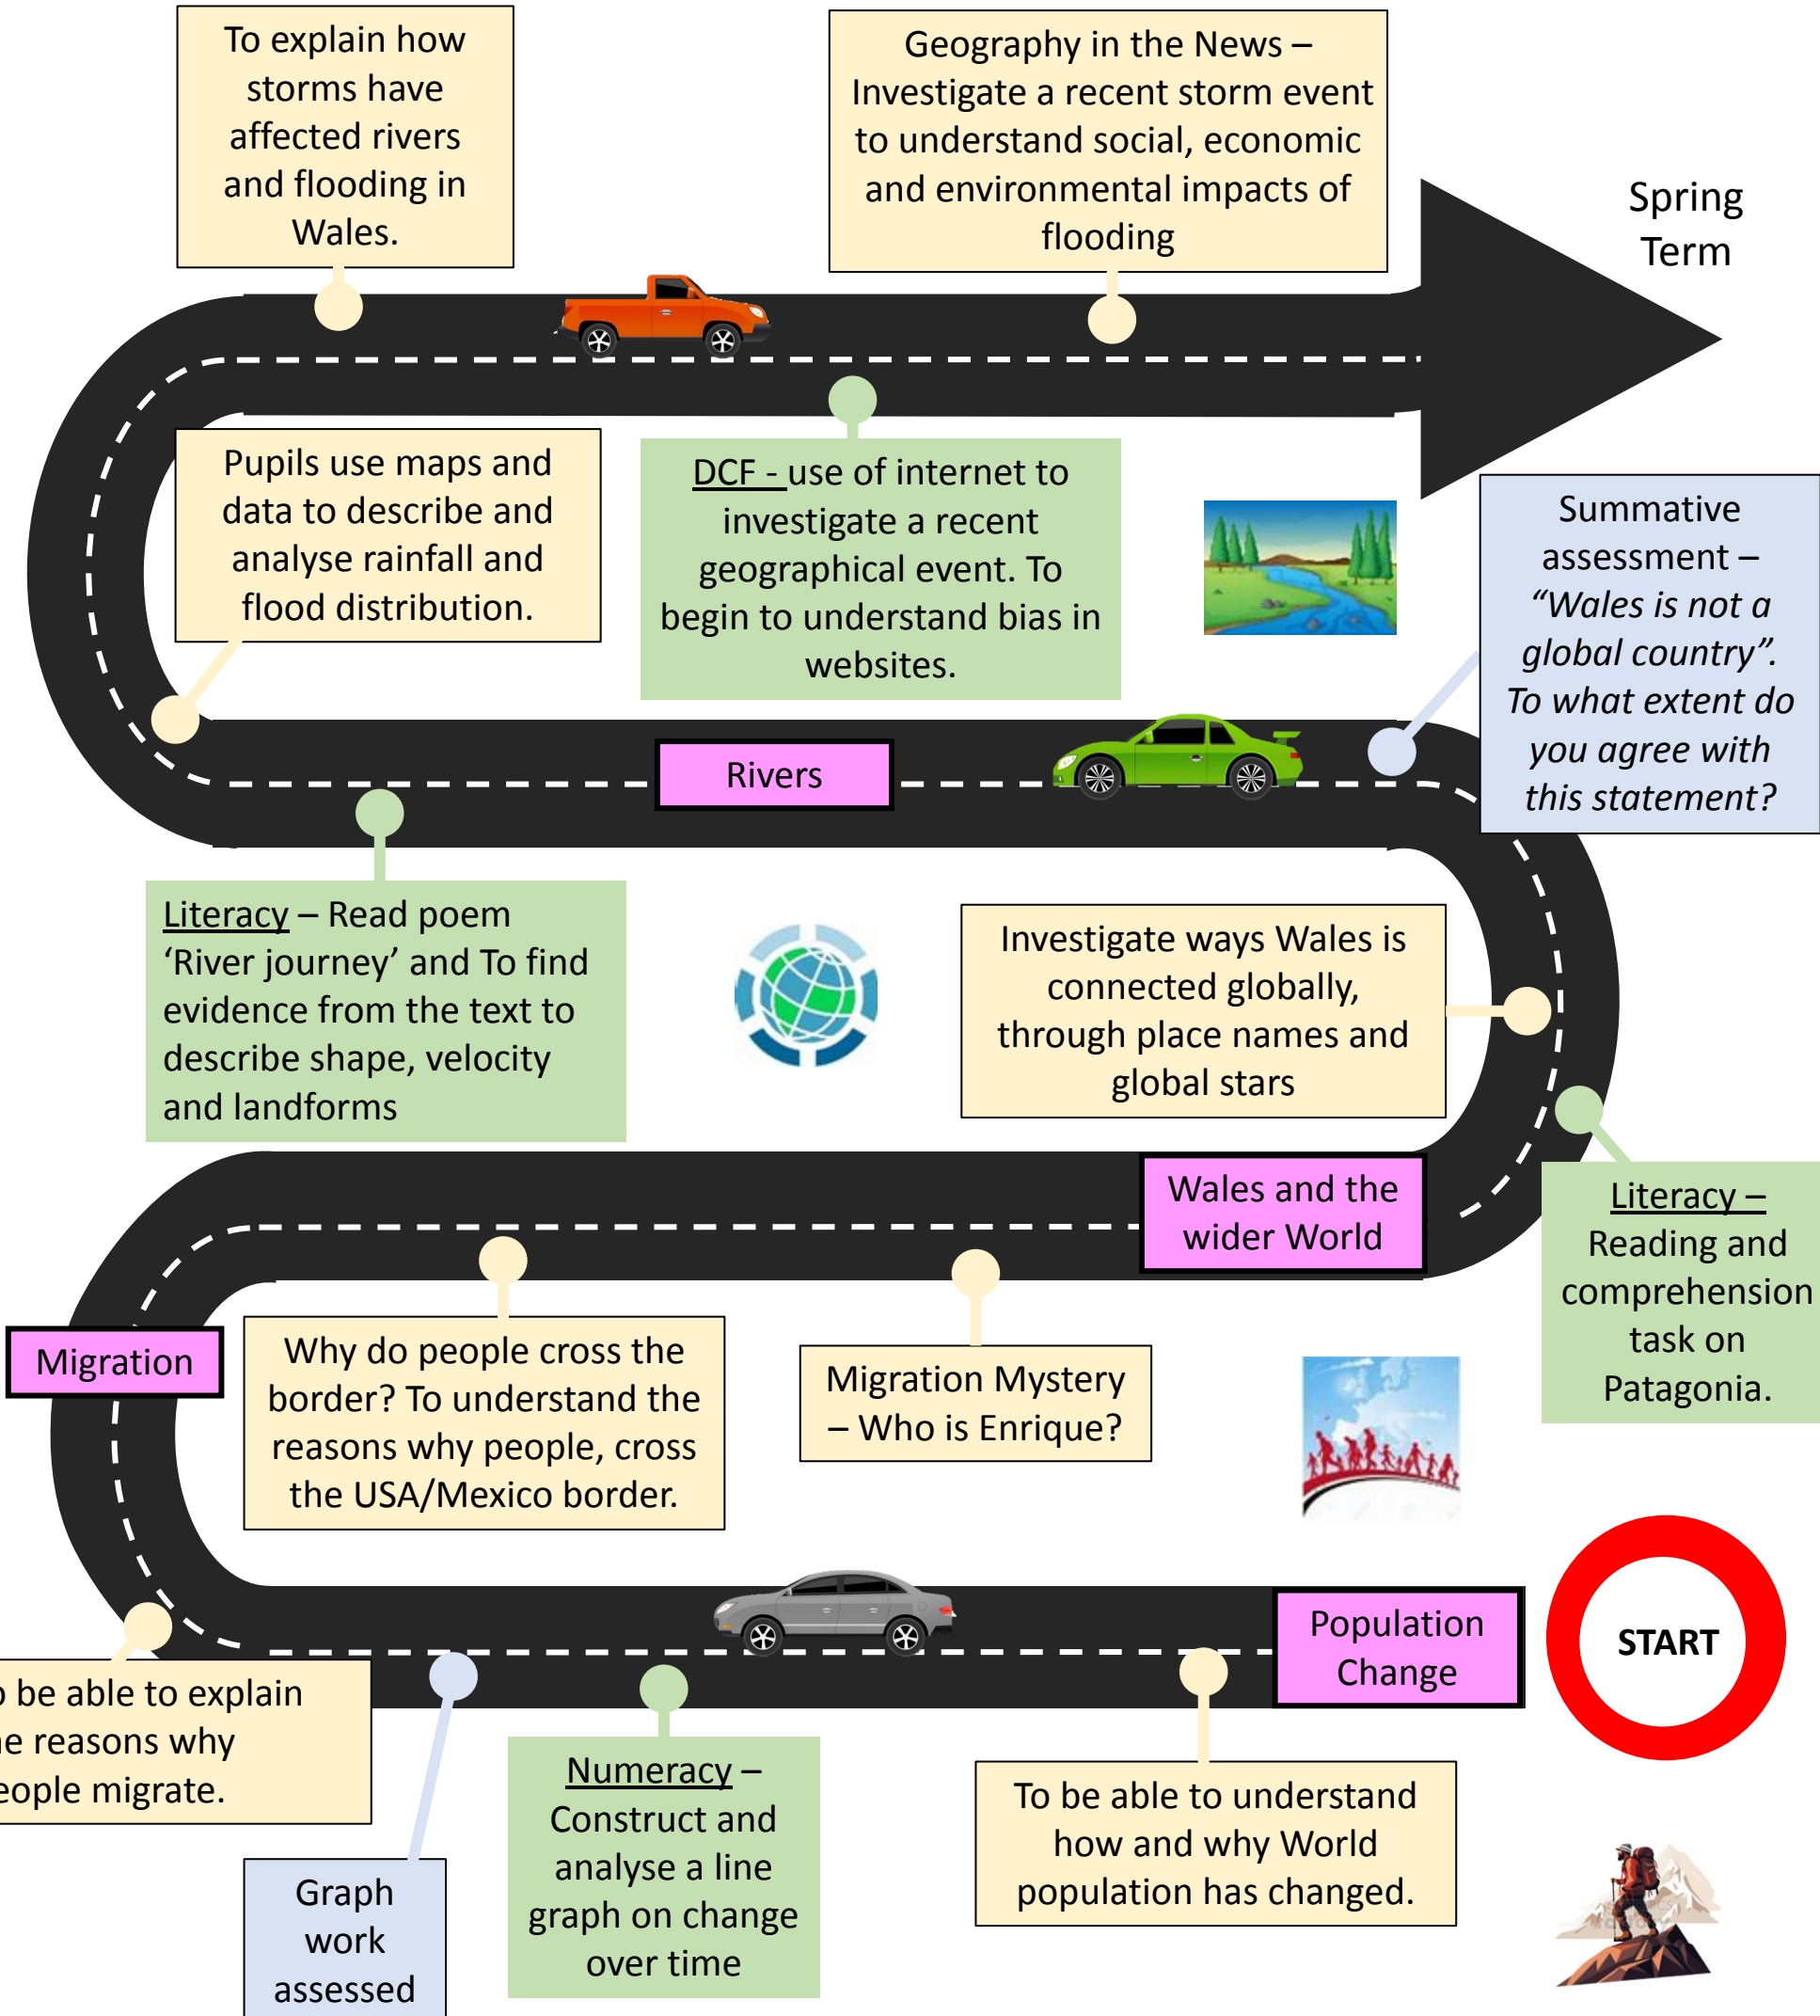 To explain how
storms have
affected rivers
and flooding in
Wales.
Geography in the News –
Investigate a recent storm event
to understand social, economic
and environmental impacts of
flooding
Spring
Term
Pupils use maps and
data to describe and
analyse rainfall and
flood distribution.
DCF - use of internet to
investigate a recent
geographical event. To
begin to understand bias in
websites.
Summative
assessment –
“Wales is not a
global country”.
To what extent do
you agree with
this statement?
Rivers
Literacy – Read poem
‘River journey’ and To find
evidence from the text to
describe shape, velocity
and landforms
Investigate ways Wales is
connected globally,
through place names and
global stars
Wales and the
wider World
Literacy –
Reading and
comprehension
task on
Patagonia.
Migration
Why do people cross the
border? To understand the
reasons why people, cross
the USA/Mexico border.
Migration Mystery
– Who is Enrique?
Population
Change
START
o be able to explain
he reasons why
eople migrate.
Numeracy –
Construct and
analyse a line
graph on change
over time
To be able to understand
how and why World
population has changed.
Graph
work
assessed